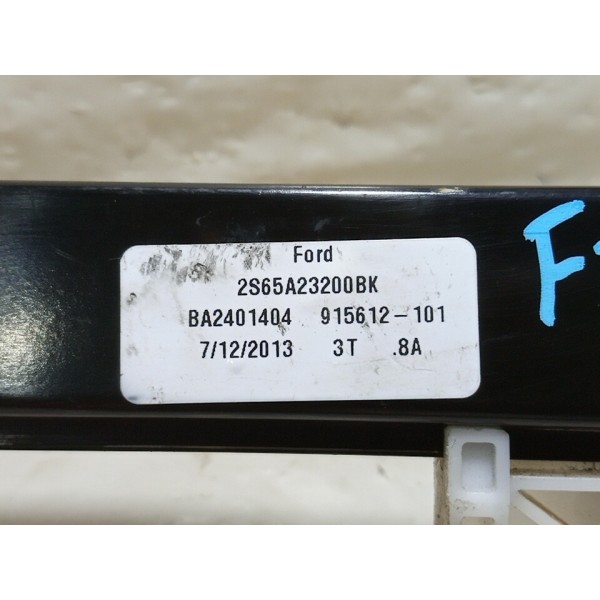 Ford
2S65A23200BK
BA2401404 915612-101
7/12/2013 3T .8A
F